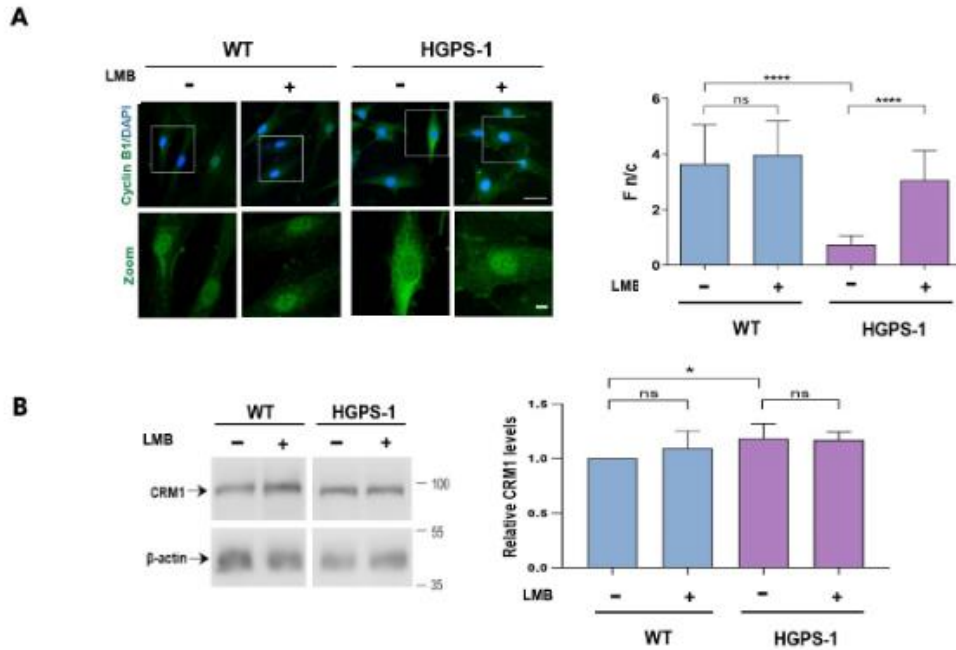 A
WT HGPS-1
LMB - + - +
Cyclin B1/DAPI
Zoom
****
ns ****
6
4
2
0
F n/c
LMB - + - +
WT HGPS-1
B
WT HGPS-1
LMB - + - +
CRM1 100
55
β-actin
35
*
ns ns
1.5
1.0
0.5
0.0
Relative CRM1 levels
LMB - + - +
WT HGPS-1